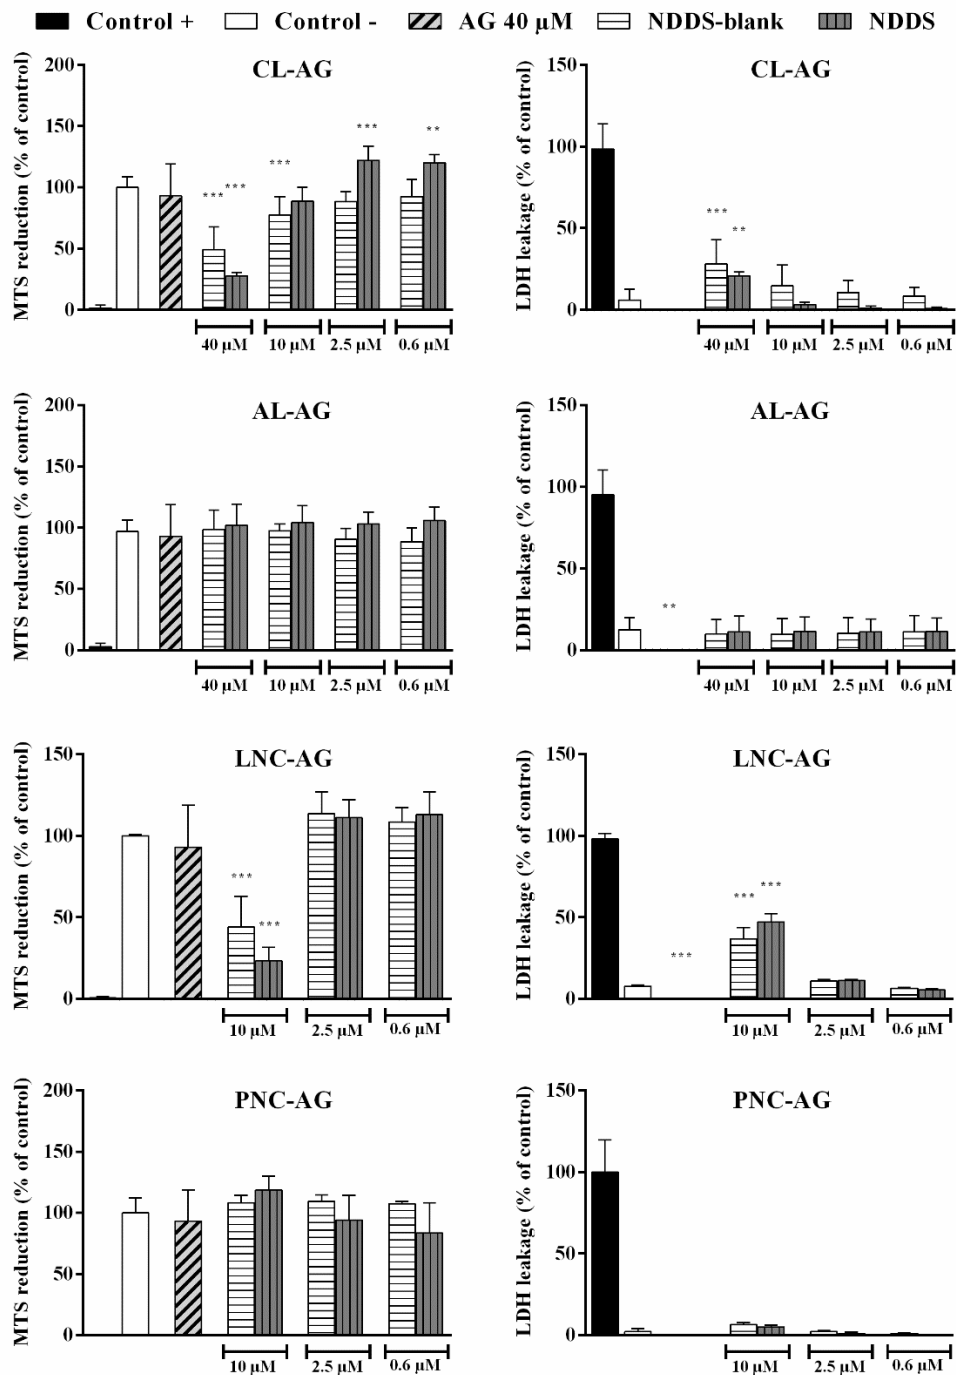 Control + Control - AG 40 µM NDDS-blank NDDS
CL-AG
MTS reduction (% of control)
200
150
100
50
0
*** *** *** *** **
40 µM 10 µM 2.5 µM 0.6 µM
CL-AG
LDH leakage (% of control)
150
100
50
0
*** **
40 µM 10 µM 2.5 µM 0.6 µM
AL-AG
MTS reduction (% of control)
200
150
100
50
0
40 µM 10 µM 2.5 µM 0.6 µM
AL-AG
LDH leakage (% of control)
150
100
50
0
**
40 µM 10 µM 2.5 µM 0.6 µM
LNC-AG
MTS reduction (% of control)
150
100
50
0
*** ***
10 µM 2.5 µM 0.6 µM
LNC-AG
LDH leakage (% of control)
150
100
50
0
*** *** ***
10 µM 2.5 µM 0.6 µM
PNC-AG
MTS reduction (% of control)
200
150
100
50
0
10 µM 2.5 µM 0.6 µM
PNC-AG
LDH leakage (% of control)
150
100
50
0
10 µM 2.5 µM 0.6 µM